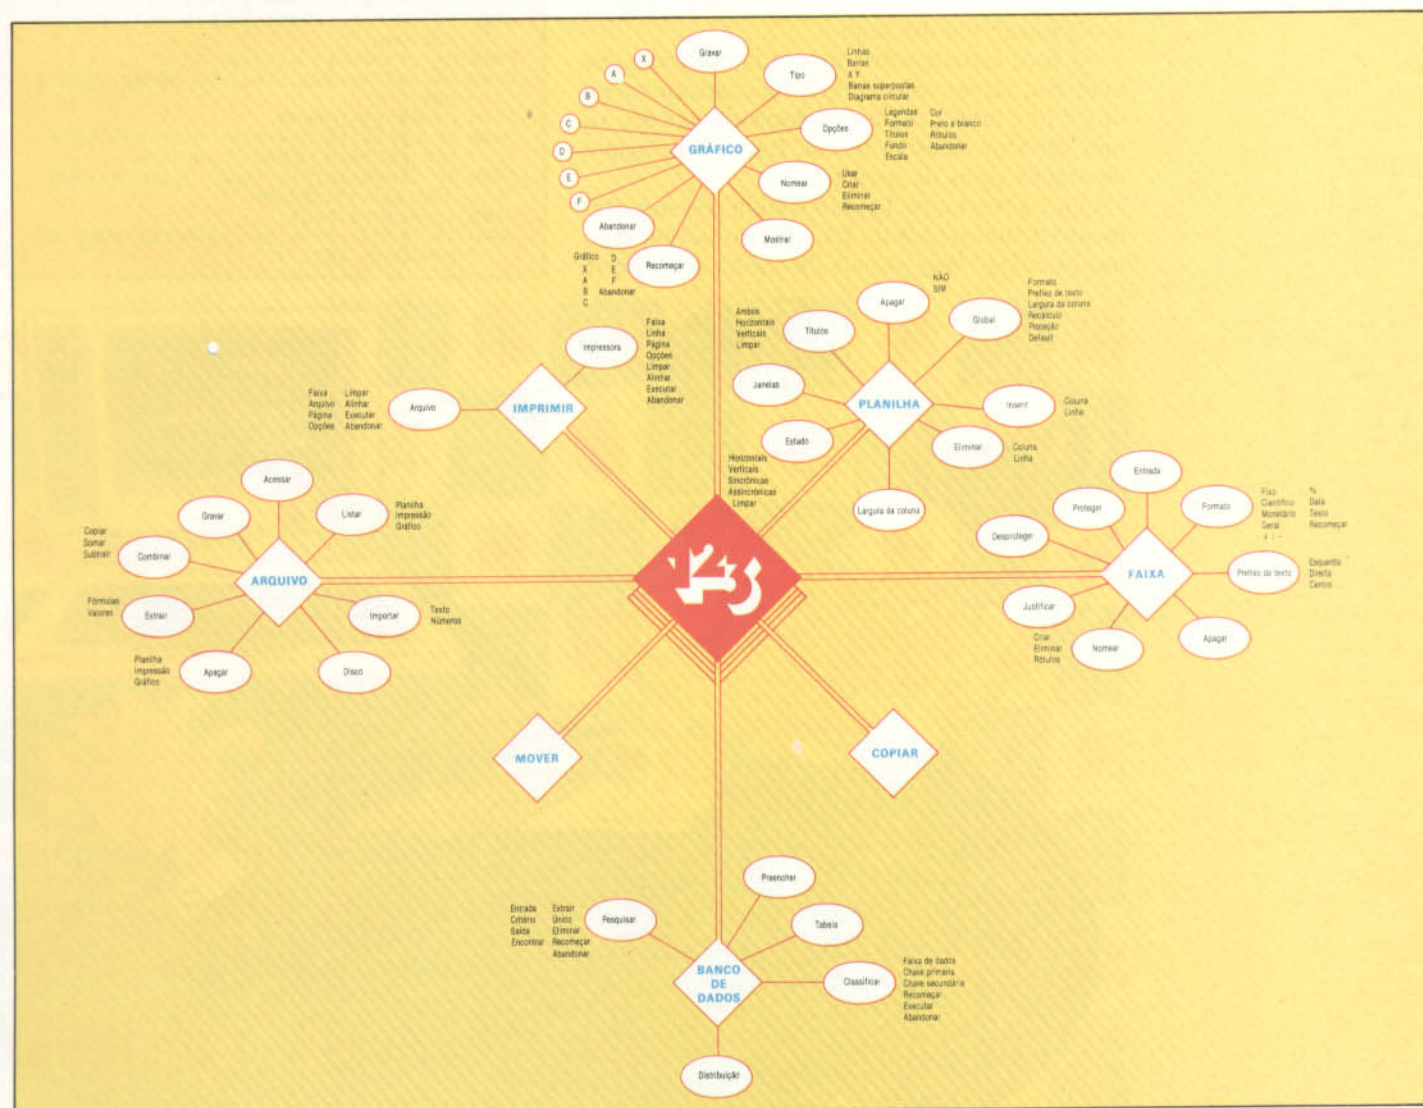 Gravar
X
A
B
C
D
E
F
Tipo
Linhas
Barras
X Y
Barras superpostas
Diagrama circular
GRÁFICO
Opções
Legendas Cor
Formato Preto e branco
Títulos Rótulos
Fundo Abandonar
Escala
Nomear
Usar
Criar
Eliminar
Recomeçar
Mostrar
Abandonar
Recomeçar
Gráfico D
X E
A F
B Abandonar
C
IMPRIMIR
Impressora
Faixa
Linha
Página
Opções
Limpar
Alinhar
Executar
Abandonar
Arquivo
Faixa Limpar
Arquivo Alinhar
Página Executar
Opções Abandonar
PLANILHA
Apagar
NÃO
SIM
Global
Formato
Prefixo de texto
Largura da coluna
Recálculo
Proteção
Default
Títulos
Ambos
Horizontais
Verticais
Limpar
Janelas
Estado
Horizontais
Verticais
Sincrônicas
Assincrônicas
Limpar
Inserir
Coluna
Linha
Eliminar
Coluna
Linha
Largura da coluna
ARQUIVO
Acessar
Gravar
Listar
Planilha
Impressão
Gráfico
Combinar
Copiar
Somar
Subtrair
Extrair
Fórmulas
Valores
Importar
Texto
Números
Apagar
Planilha
Impressão
Gráfico
Disco
123
FAIXA
Entrada
Proteger
Formato
Fixo %
Científico Data
Monetário Texto
Geral Recomeçar
+ / -
Desproteger
Prefixo de texto
Esquerda
Direita
Centro
Justificar
Nomear
Criar
Eliminar
Rótulos
Apagar
MOVER
COPIAR
BANCO
DE
DADOS
Preencher
Pesquisar
Entrada Extrair
Critério Único
Saída Eliminar
Encontrar Recomeçar
Abandonar
Tabela
Classificar
Faixa de dados
Chave primaria
Chave secundária
Recomeçar
Executar
Abandonar
Distribuição